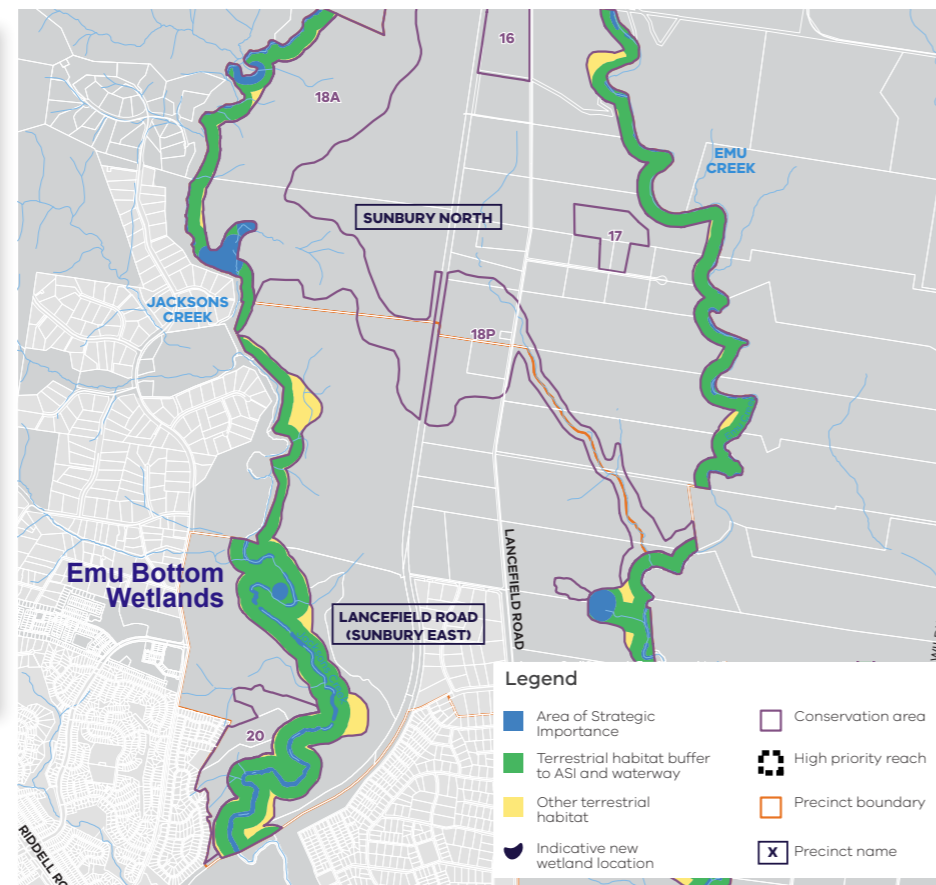 16
18A
EMU
CREEK
SUNBURY NORTH
17
JACKSONS
CREEK
18P
LANCEFIELD ROAD
Emu Bottom
Wetlands
LANCEFIELD ROAD
(SUNBURY EAST)
20
RIDDELL RO
Legend
Area of Strategic
Importance
Terrestrial habitat buffer
to ASI and waterway
Other terrestrial
habitat
Indicative new
wetland location
Conservation area
High priority reach
Precinct boundary
X Precinct name